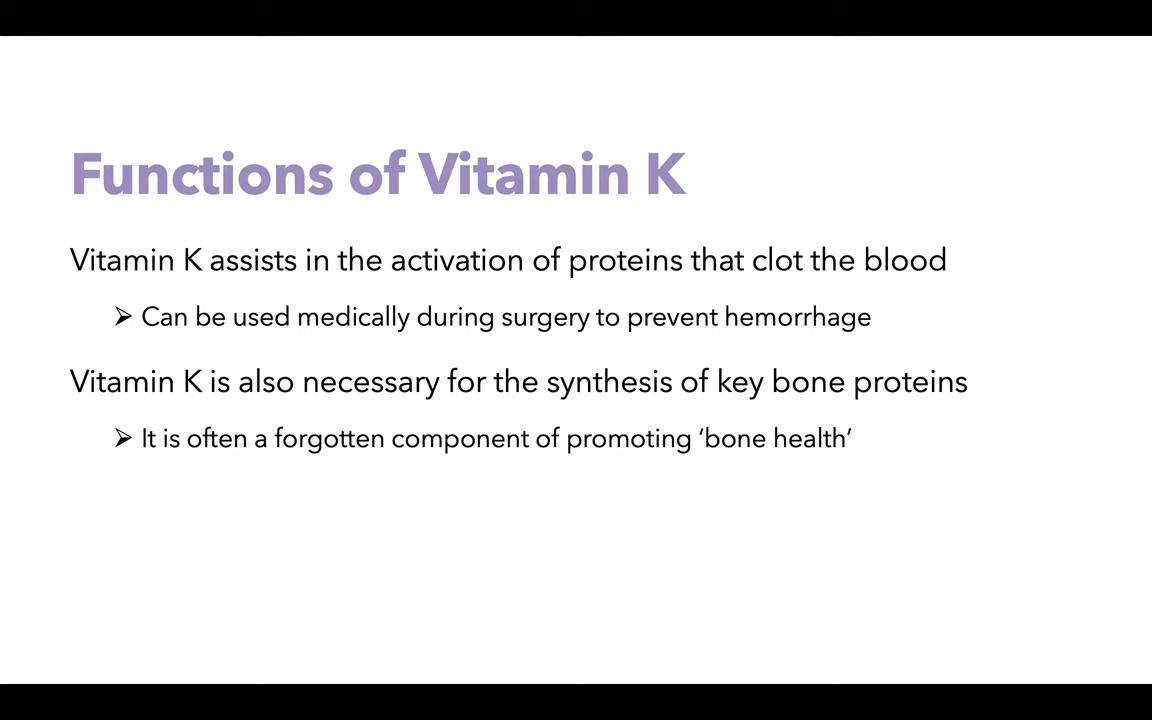 Functions of Vitamin K
Vitamin K assists in the activation of proteins that clot the blood
➤ Can be used medically during surgery to prevent hemorrhage
Vitamin K is also necessary for the synthesis of key bone proteins
➤ It is often a forgotten component of promoting ‘bone health’